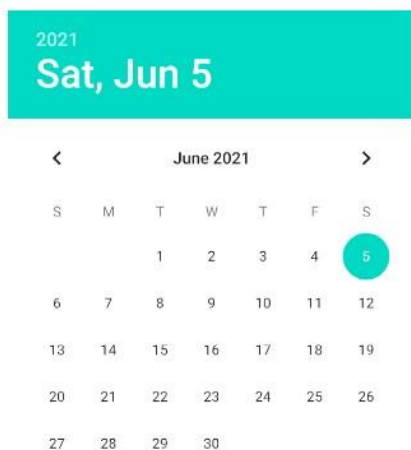 2021
Sat, Jun 5
June 2021
S M T W T F S
1 2 3 4 5
6 7 8 9 10 11 12
13 14 15 16 17 18 19
20 21 22 23 24 25 26
27 28 29 30